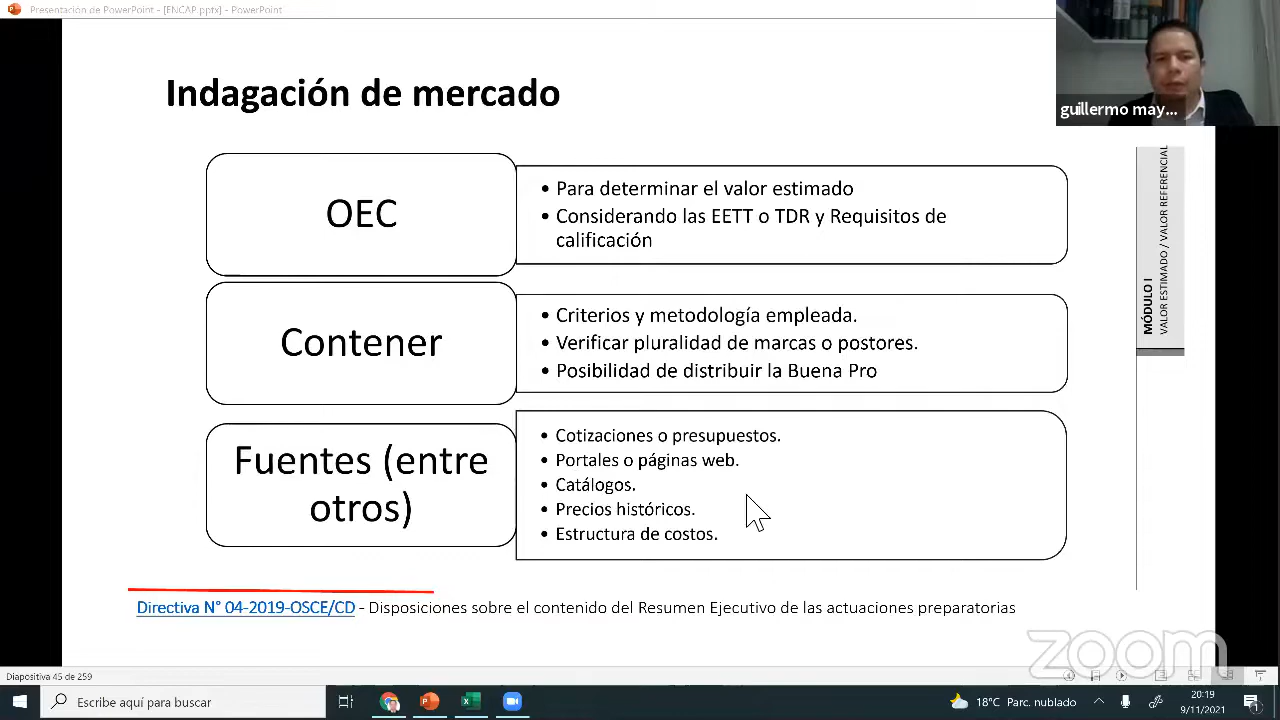 Presentación de PowerPoint - [ENCAP.pptx] - PowerPoint
guillermo may...
Indagación de mercado
OEC
• Para determinar el valor estimado
• Considerando las EETT o TDR y Requisitos de
calificación
Contener
• Criterios y metodología empleada.
• Verificar pluralidad de marcas o postores.
• Posibilidad de distribuir la Buena Pro
Fuentes (entre
otros)
• Cotizaciones o presupuestos.
• Portales o páginas web.
• Catálogos.
• Precios históricos.
• Estructura de costos.
MÓDULO I
VALOR ESTIMADO / VALOR REFERENCIAL
Directiva N° 04-2019-OSCE/CD - Disposiciones sobre el contenido del Resumen Ejecutivo de las actuaciones preparatorias
zoom
Diapositiva 45 de 259
Escribe aquí para buscar
18°C Parc. nublado
20:19
9/11/2021
1